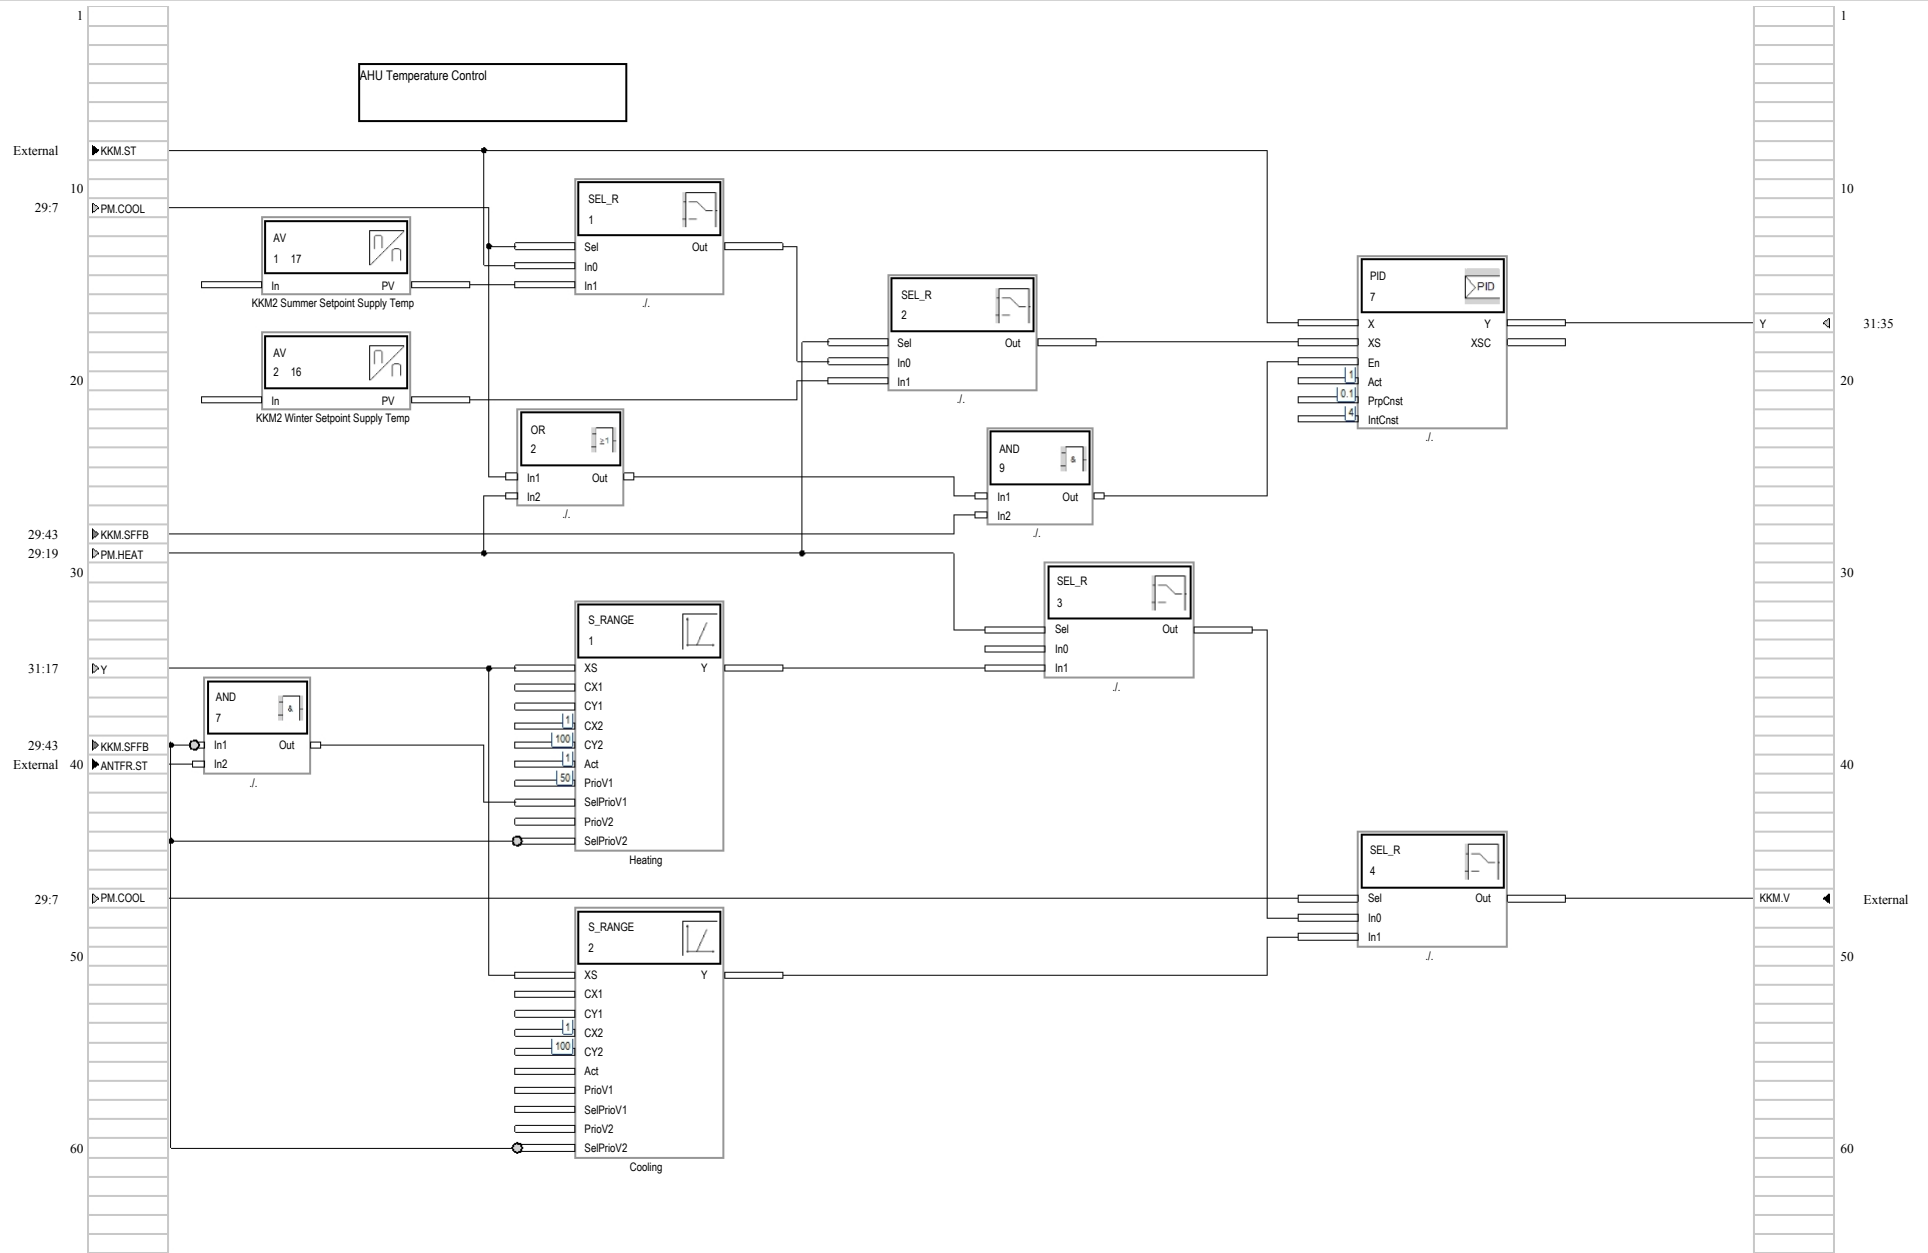 1
1
AHU Temperature Control
External
KKM.ST
10
10
29:7
PM.COOL
SEL_R
1
Sel
Out
In0
In1
./.
AV
1 17
In
PV
KKM2 Summer Setpoint Supply Temp
AV
2 16
In
PV
KKM2 Winter Setpoint Supply Temp
SEL_R
2
Sel
Out
In0
In1
./.
PID
7
PID
X
Y
XS
XSC
En
1
Act
0.1
PrpCnst
4
IntCnst
./.
Y
31:35
20
20
OR
2
≥1
In1
Out
In2
./.
AND
9
&
In1
Out
In2
./.
29:43
KKM.SFFB
29:19
PM.HEAT
30
30
SEL_R
3
Sel
Out
In0
In1
./.
S_RANGE
1
XS
Y
CX1
CY1
1
CX2
100
CY2
1
Act
50
PrioV1
SelPrioV1
PrioV2
SelPrioV2
Heating
31:17
Y
AND
7
&
In1
Out
In2
./.
29:43
KKM.SFFB
External
40
ANTFR.ST
40
SEL_R
4
Sel
Out
In0
In1
./.
29:7
PM.COOL
KKM.V
External
50
50
S_RANGE
2
XS
Y
CX1
CY1
1
CX2
100
CY2
Act
PrioV1
SelPrioV1
PrioV2
SelPrioV2
Cooling
60
60